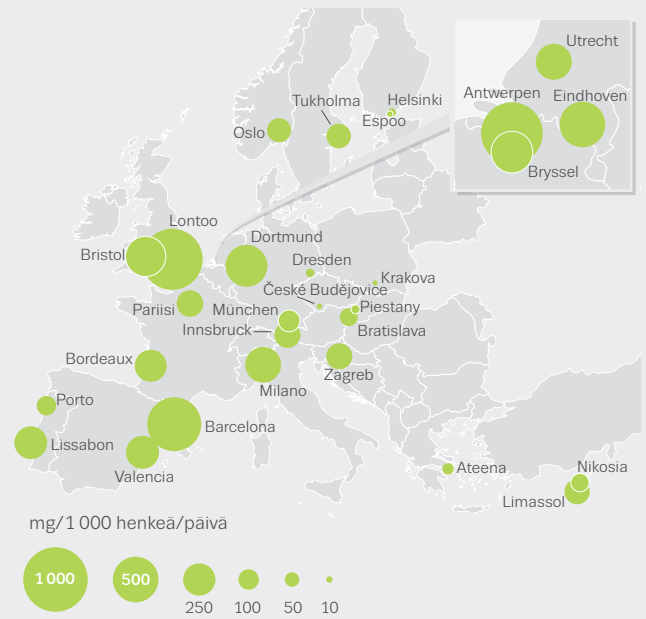 Utrecht
Antwerpen
Eindhoven
Bryssel
Tukholma
Helsinki
Espoo
Oslo
Lontoo
Bristol
Dortmund
Dresden
Krakova
České Budějovice
Pariisi
München
Piestany
Innsbruck
Bratislava
Bordeaux
Zagreb
Milano
Porto
Barcelona
Lissabon
Valencia
Ateena
Nikosia
Limassol
mg/1 000 henkeä/päivä
1 000
500
250
100
50
10